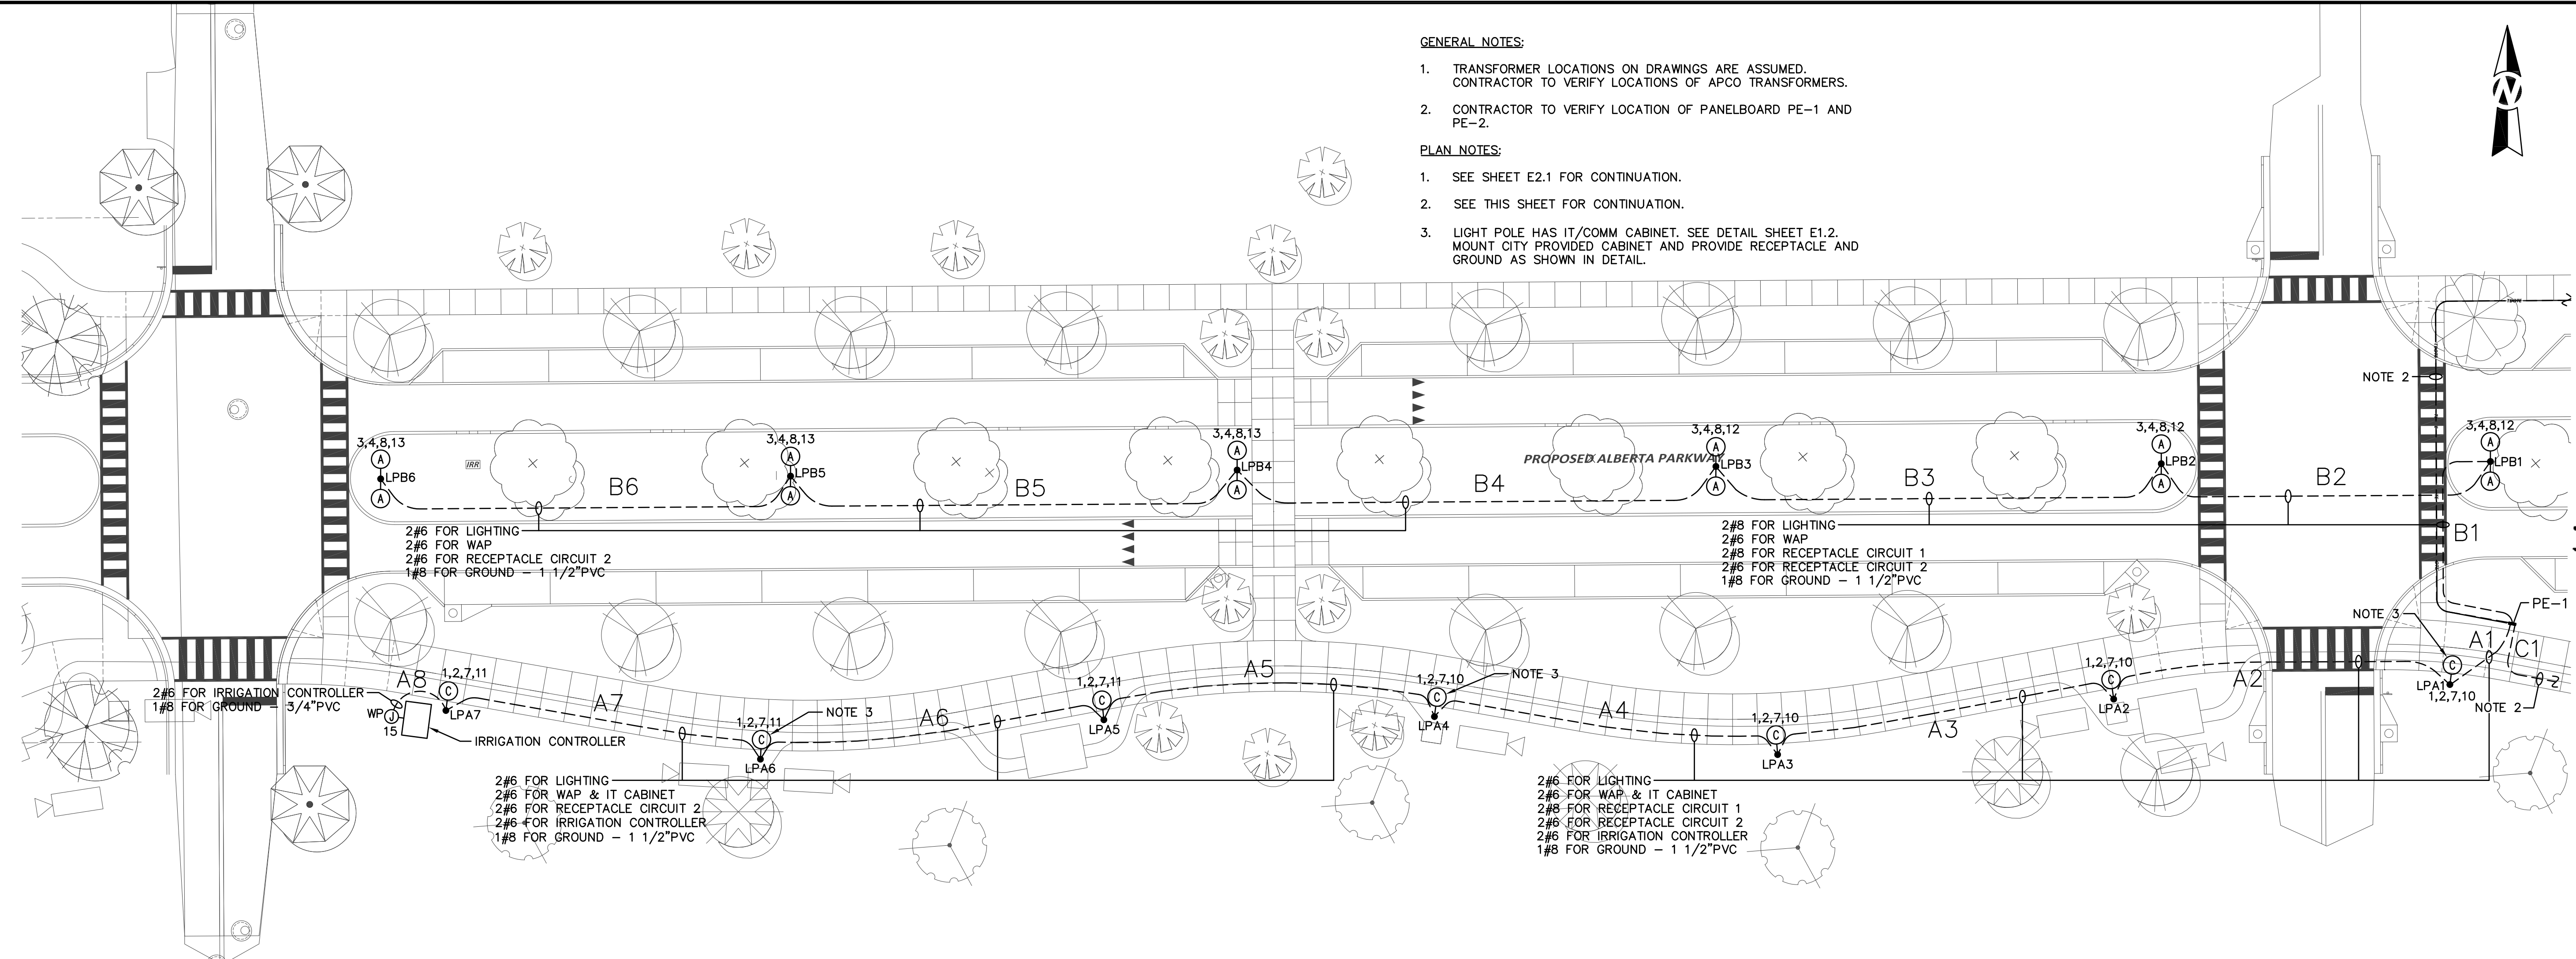 GENERAL NOTES:
1. TRANSFORMER LOCATIONS ON DRAWINGS ARE ASSUMED.
CONTRACTOR TO VERIFY LOCATIONS OF APCO TRANSFORMERS.
2. CONTRACTOR TO VERIFY LOCATION OF PANELBOARD PE-1 AND
PE-2.
PLAN NOTES:
1. SEE SHEET E2.1 FOR CONTINUATION.
2. SEE THIS SHEET FOR CONTINUATION.
3. LIGHT POLE HAS IT/COMM CABINET. SEE DETAIL SHEET E1.2.
MOUNT CITY PROVIDED CABINET AND PROVIDE RECEPTACLE AND
GROUND AS SHOWN IN DETAIL.
N
NOTE 2
3,4,8,13
A
LPB6
A
IRR
B6
3,4,8,13
A
LPB5
A
B5
3,4,8,13
A
LPB4
A
B4
PROPOSED ALBERTA PARKWAY
3,4,8,12
A
LPB3
A
B3
3,4,8,12
A
LPB2
A
B2
3,4,8,12
A
LPB1
A
B1
2#6 FOR LIGHTING
2#6 FOR WAP
2#6 FOR RECEPTACLE CIRCUIT 2
1#8 FOR GROUND - 1 1/2"PVC
2#8 FOR LIGHTING
2#6 FOR WAP
2#8 FOR RECEPTACLE CIRCUIT 1
2#6 FOR RECEPTACLE CIRCUIT 2
1#8 FOR GROUND - 1 1/2"PVC
PE-1
NOTE 3
A1
C1
C
LPA1
1,2,7,10
NOTE 2
A2
1,2,7,10
C
LPA2
A3
1,2,7,10
C
LPA3
A4
1,2,7,10
C
NOTE 3
LPA4
A5
1,2,7,11
C
LPA5
A6
1,2,7,11
C
NOTE 3
LPA6
A7
1,2,7,11
C
LPA7
A8
2#6 FOR IRRIGATION CONTROLLER
1#8 FOR GROUND - 3/4"PVC
WP
J
15
IRRIGATION CONTROLLER
2#6 FOR LIGHTING
2#6 FOR WAP & IT CABINET
2#6 FOR RECEPTACLE CIRCUIT 2
2#6 FOR IRRIGATION CONTROLLER
1#8 FOR GROUND - 1 1/2"PVC
2#6 FOR LIGHTING
2#6 FOR WAP & IT CABINET
2#8 FOR RECEPTACLE CIRCUIT 1
2#6 FOR RECEPTACLE CIRCUIT 2
2#6 FOR IRRIGATION CONTROLLER
1#8 FOR GROUND - 1 1/2"PVC